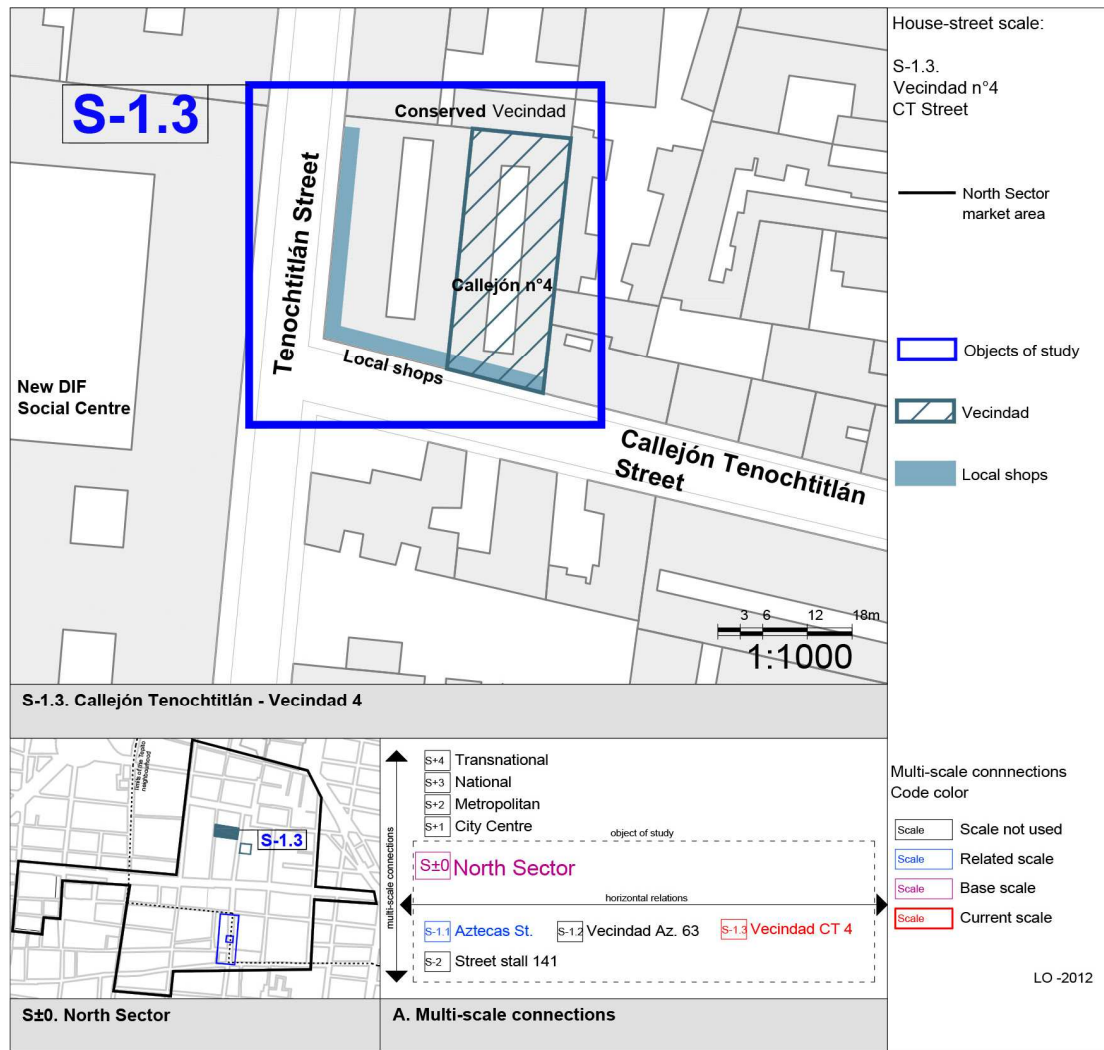 House-street scale:
S-1.3.
Vecindad n°4
CT Street
North Sector
market area
Objects of study
Vecindad
Local shops
S-1.3
Conserved Vecindad
Tenochtitlán Street
Callejón n°4
Local shops
New DIF
Social Centre
Callejón Tenochtitlán
Street
3 6 12 18m
1:1000
S-1.3. Callejón Tenochtitlán - Vecindad 4
limits of the Tepito
neighbourhood
S-1.3
S±0. North Sector
multi-scale connections
S+4 Transnational
S+3 National
S+2 Metropolitan
S+1 City Centre
object of study
S±0 North Sector
horizontal relations
S-1.1 Aztecas St.
S-1.2 Vecindad Az. 63
S-1.3 Vecindad CT 4
S-2 Street stall 141
A. Multi-scale connections
Multi-scale connnections
Code color
Scale Scale not used
Scale Related scale
Scale Base scale
Scale Current scale
LO -2012